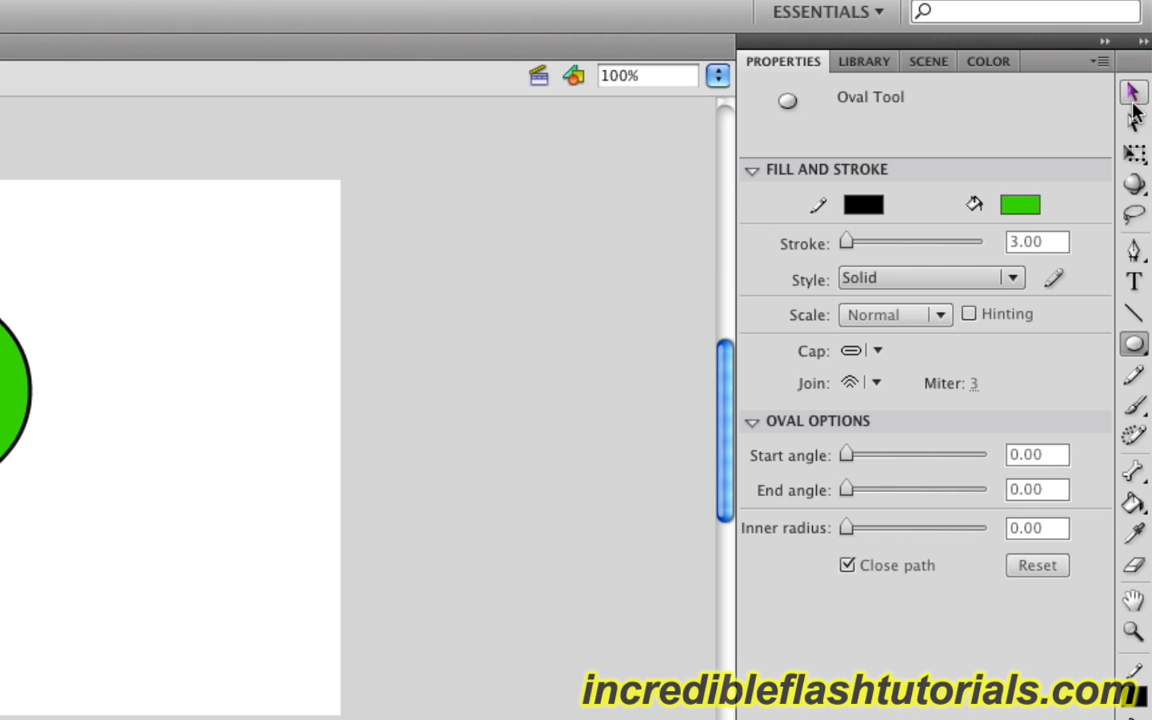 ESSENTIALS
100%
PROPERTIES LIBRARY SCENE COLOR
Oval Tool
FILL AND STROKE
Stroke: 3.00
Style: Solid
Scale: Normal Hinting
Cap:
Join: Miter: 3
OVAL OPTIONS
Start angle: 0.00
End angle: 0.00
Inner radius: 0.00
Close path Reset
T
incredibleflashtutorials.com